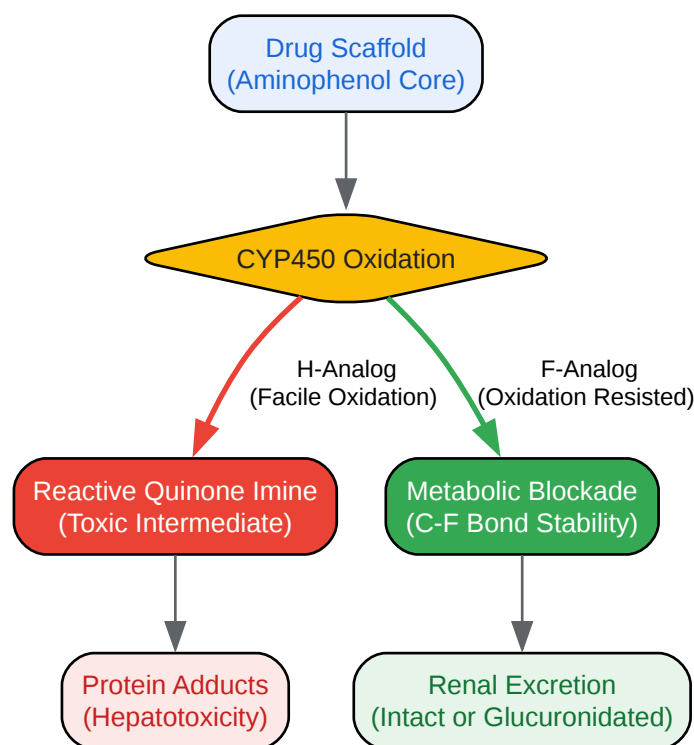 Drug Scaffold
(Aminophenol Core)
CYP450 Oxidation
H-Analog
(Facile Oxidation)
F-Analog
(Oxidation Resisted)
Reactive Quinone Imine
(Toxic Intermediate)
Metabolic Blockade
(C-F Bond Stability)
Protein Adducts
(Hepatotoxicity)
Renal Excretion
(Intact or Glucuronidated)